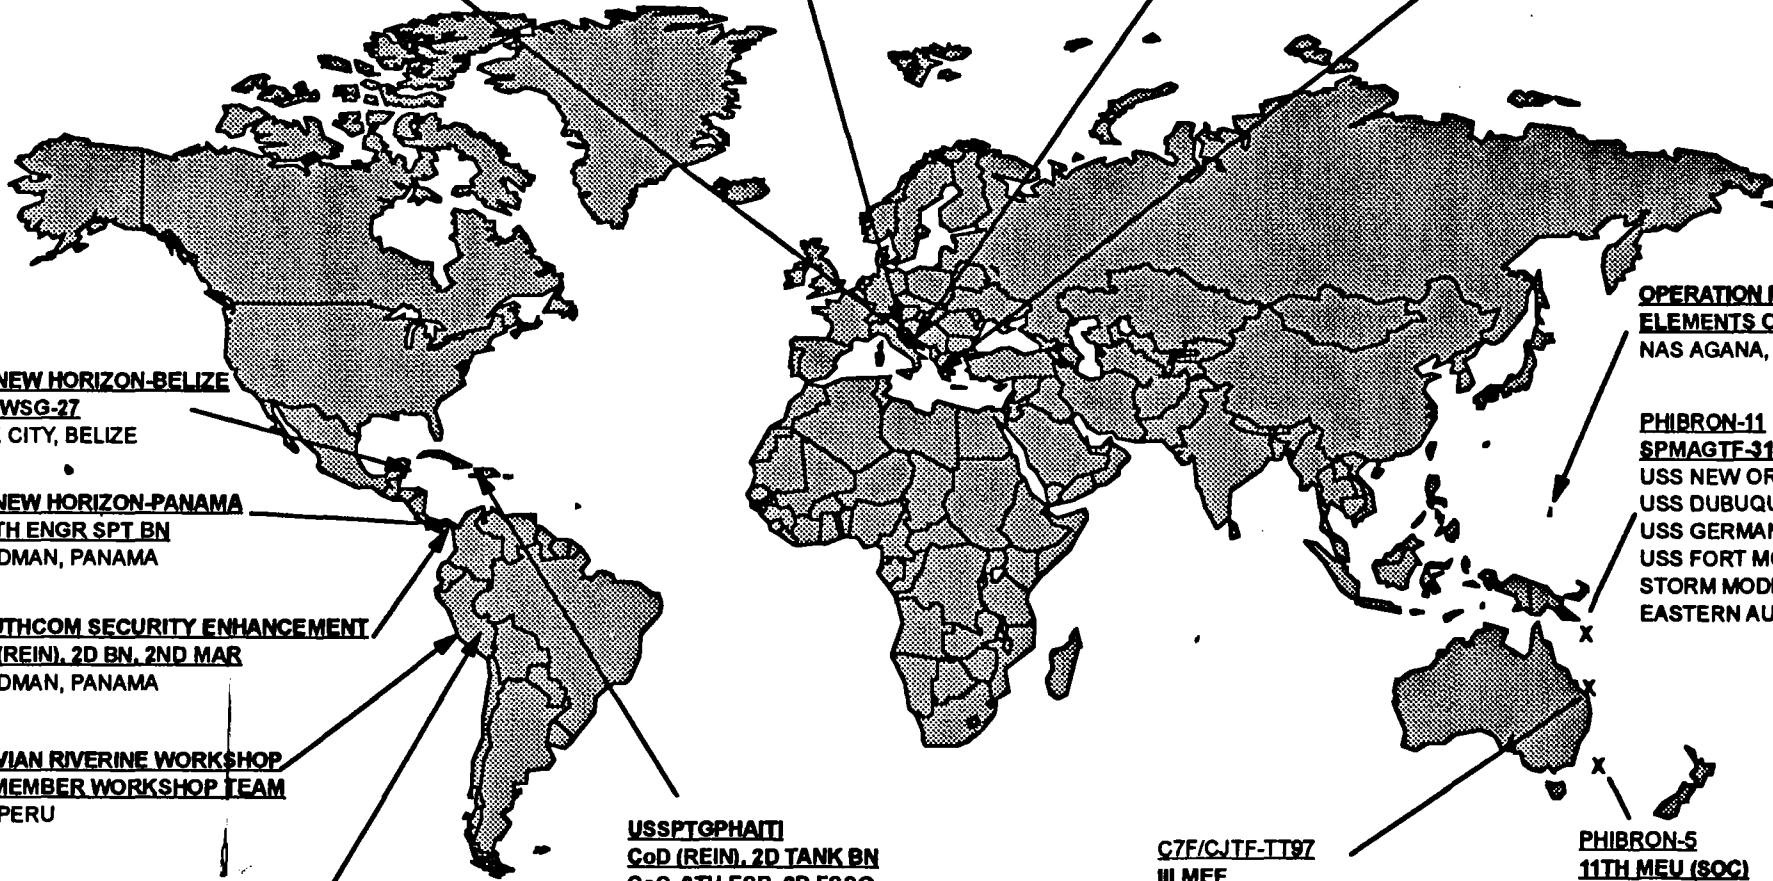 NEW HORIZON-BELIZE
WSG-27
CITY, BELIZE
NEW HORIZON-PANAMA
TH ENGR SPT BN
DMAN, PANAMA
UTHCOM SECURITY ENHANCEMENT
(REIN), 2D BN, 2ND MAR
DMAN, PANAMA
VIAN RIVERINE WORKSHOP
MEMBER WORKSHOP TEAM
PERU
USSPTGPHAITI
CoD (REIN), 2D TANK BN
C7F/CJTF-TT97
III MEF
OPERATION
ELEMENTS
NAS AGANA,
PHIBRON-11
SPMAGTF-31
USS NEW OR
USS DUBUQU
USS GERMAN
USS FORT MC
STORM MODE
EASTERN AU
X
X
X
PHIBRON-5
11TH MEU (SOC)